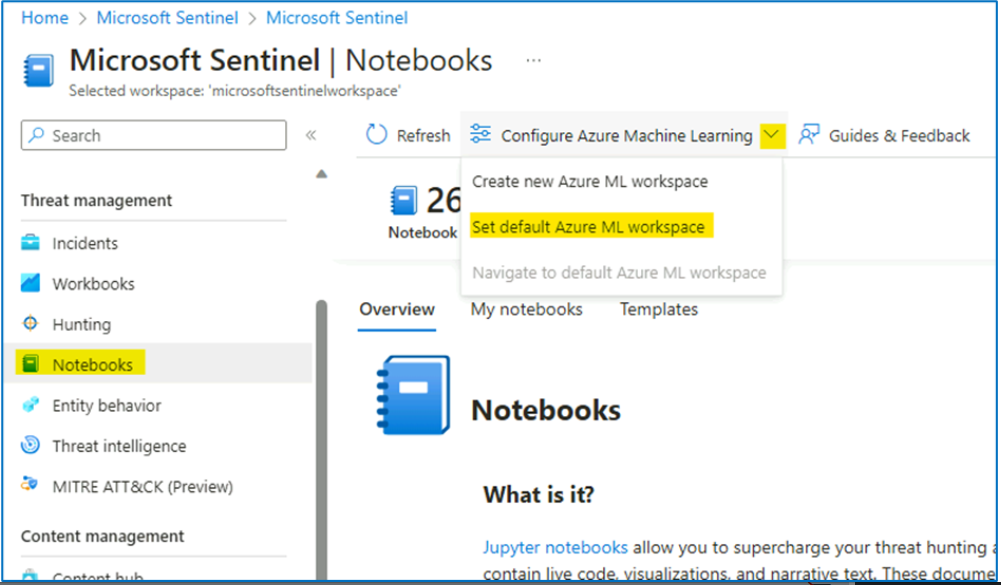 Home > Microsoft Sentinel > Microsoft Sentinel
Microsoft Sentinel | Notebooks ...
Selected workspace: 'microsoftsentinelworkspace'
Search
«
Refresh
Configure Azure Machine Learning
Guides & Feedback
Threat management
Incidents
Workbooks
Hunting
Notebooks
Entity behavior
Threat intelligence
MITRE ATT&CK (Preview)
Content management
Content hub
26
Notebook
Create new Azure ML workspace
Set default Azure ML workspace
Navigate to default Azure ML workspace
Overview
My notebooks
Templates
Notebooks
What is it?
Jupyter notebooks allow you to supercharge your threat hunting a
contain live code, visualizations, and narrative text. These docume